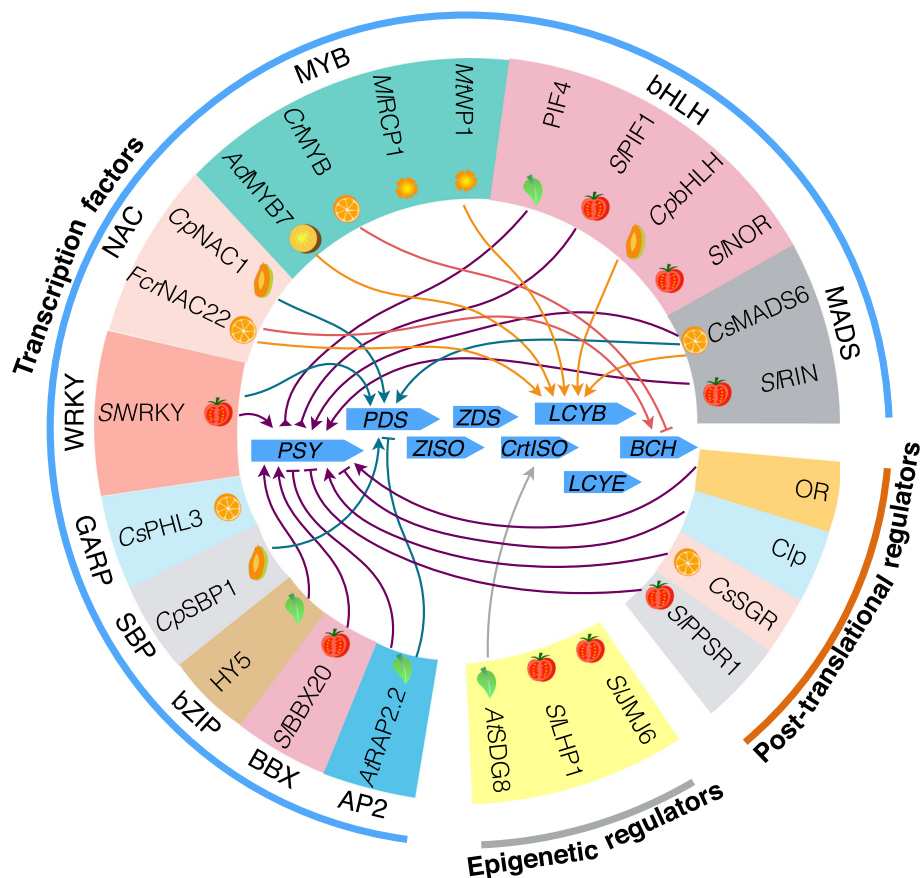 Transcription factors
MYB
bHLH
MADS
NAC
WRKY
GARP
SBP
bZIP
BBX
AP2
AdMYB7
CrMYB
MlRCP1
MtWP1
PIF4
SlPIF1
CpbHLH
SlNOR
CsMADS6
SlRIN
CpNAC1
FcrNAC22
SlWRKY
CsPHL3
CpSBP1
HY5
SlBBX20
AtRAP2.2
PSY
PDS
ZDS
LCYB
ZISO
CrtISO
BCH
LCYE
OR
Clp
CsSGR
SlPPSR1
Post-translational regulators
AtSDG8
SlLHP1
SlJMJ6
Epigenetic regulators